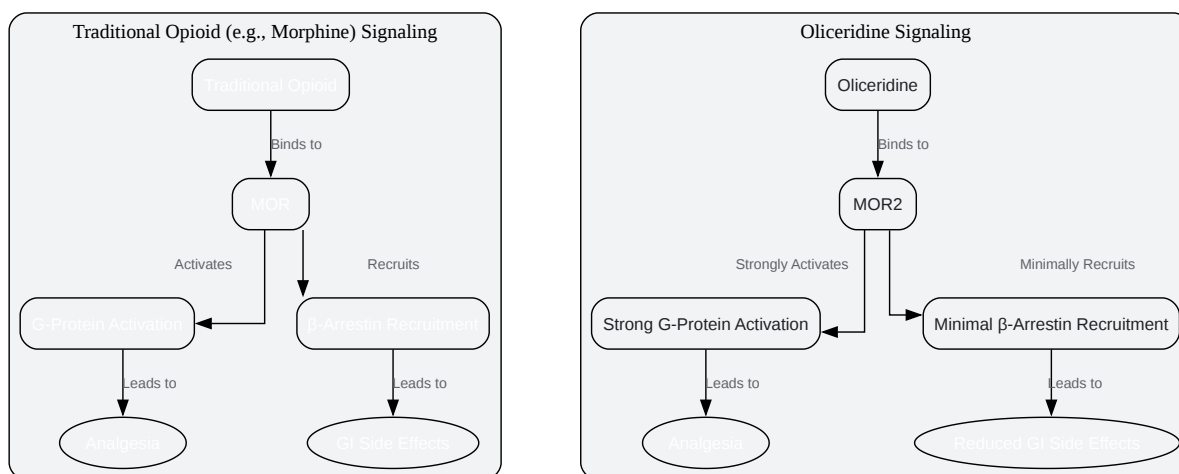 Traditional Opioid (e.g., Morphine) Signaling
Traditional Opioid
Binds to
MOR
Activates
Recruits
G-Protein Activation
β-Arrestin Recruitment
Leads to
Leads to
Analgesia
GI Side Effects
Oliceridine Signaling
Oliceridine
Binds to
MOR2
Strongly Activates
Minimally Recruits
Strong G-Protein Activation
Minimal β-Arrestin Recruitment
Leads to
Leads to
Analgesia
Reduced GI Side Effects